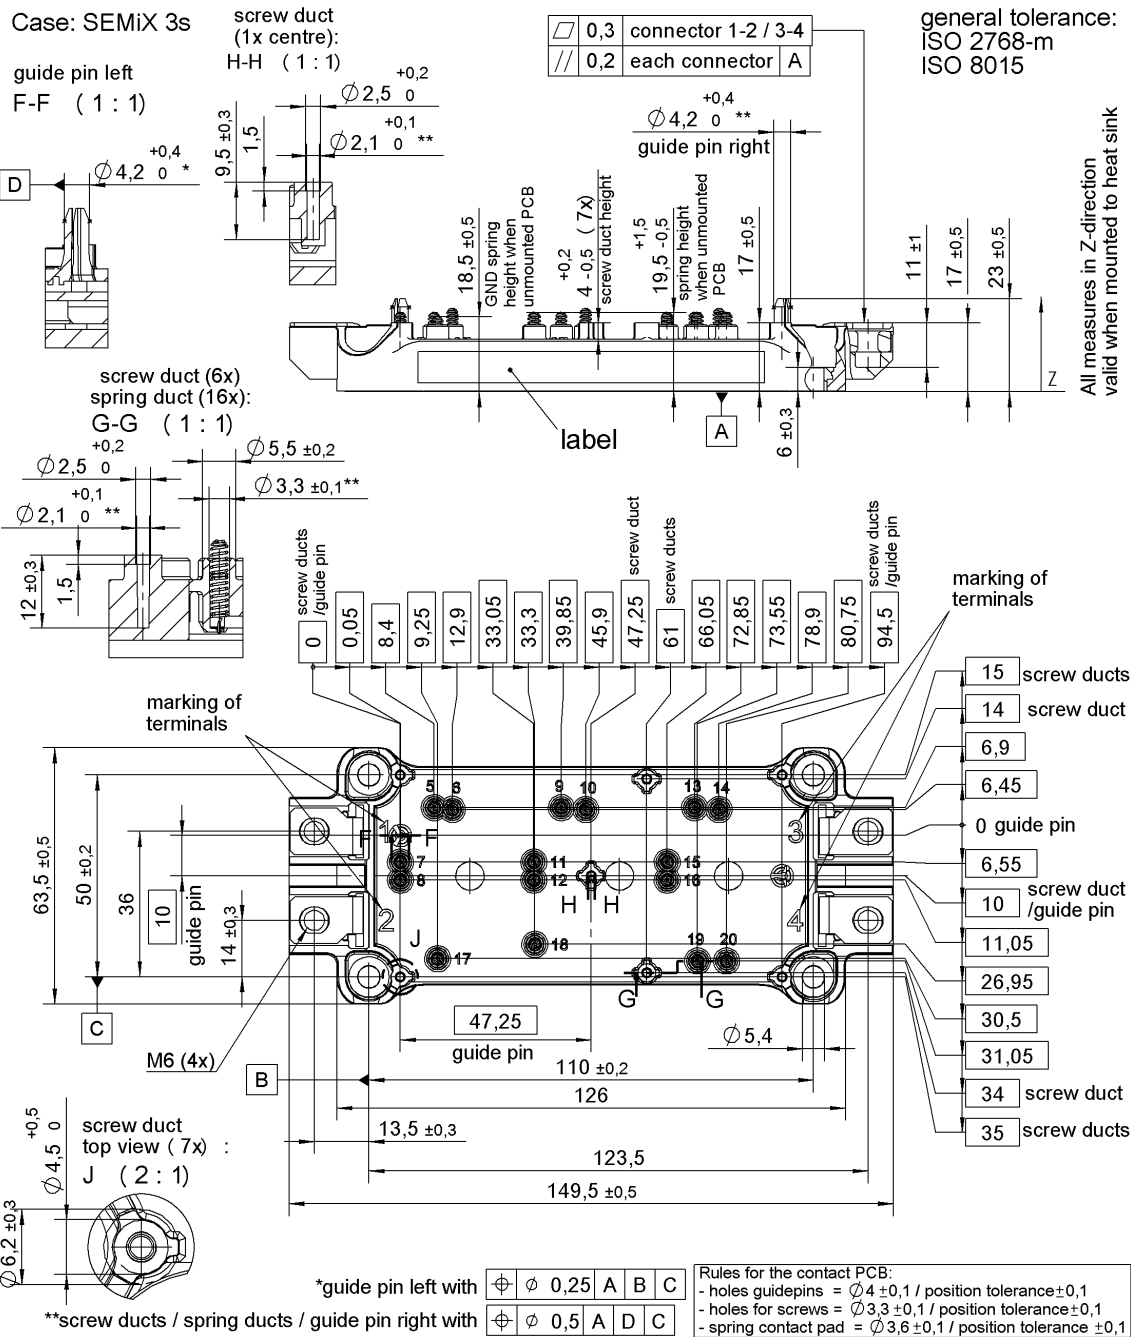 Case: SEMiX 3s
screw duct
(1x centre):
H-H ( 1 : 1)
guide pin left
F-F ( 1 : 1)
0,3 connector 1-2 / 3-4
// 0,2 each connector A
general tolerance:
ISO 2768-m
ISO 8015
D
Ø4,2 +0,4 0 *
9,5 ±0,3
1,5
Ø2,5 +0,2 0
Ø2,1 +0,1 0 **
Ø4,2 +0,4 0 **
guide pin right
18,5 ±0,5
GND spring
height when
unmounted PCB
4 +0,2 -0,5 (7x)
screw duct height
19,5 +1,5 -0,5
spring height
when unmounted
PCB
17 ±0,5
11 ±1
17 ±0,5
23 ±0,5
Z
All measures in Z-direction
valid when mounted to heat sink
6 ±0,3
A
label
screw duct (6x)
spring duct (16x):
G-G ( 1 : 1)
Ø2,5 +0,2 0
Ø5,5 ±0,2
Ø3,3 ±0,1**
Ø2,1 +0,1 0 **
12 ±0,3
1,5
screw ducts
/guide pin
screw duct
screw ducts
screw ducts
/guide pin
0
0,05
8,4
9,25
12,9
33,05
33,3
39,85
45,9
47,25
61
66,05
72,85
73,55
78,9
80,75
94,5
marking of
terminals
marking of
terminals
15 screw ducts
14 screw duct
6,9
6,45
0 guide pin
6,55
10 screw duct
/guide pin
11,05
26,95
30,5
31,05
34 screw duct
35 screw ducts
5 6 9 10 13 14
1 F F 3
7 11 15
8 12 16
H H
2 4
J 18 19 20
17
G G
63,5 ±0,5
50 ±0,2
36
10
guide pin
14 ±0,3
C
M6 (4x)
47,25
guide pin
Ø5,4
B
110 ±0,2
126
13,5 ±0,3
123,5
149,5 ±0,5
screw duct
top view ( 7x) :
J ( 2 : 1)
Ø4,5 +0,5 0
Ø6,2 ±0,3
*guide pin left with ⌖ Ø 0,25 A B C
**screw ducts / spring ducts / guide pin right with ⌖ Ø 0,5 A D C
Rules for the contact PCB:
- holes guidepins = Ø4 ±0,1 / position tolerance±0,1
- holes for screws = Ø3,3 ±0,1 / position tolerance±0,1
- spring contact pad = Ø3,6 ±0,1 / position tolerance ±0,1